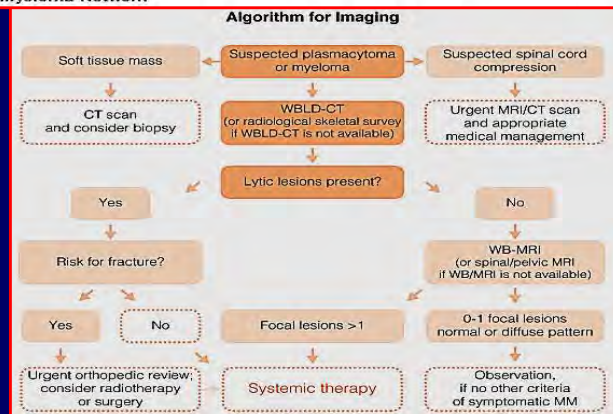 Myeloma Network
Algorithm for Imaging
Soft tissue mass
Suspected plasmacytoma
or myeloma
Suspected spinal cord
compression
CT scan
and consider biopsy
WBLD-CT
(or radiological skeletal survey
if WBLD-CT is not available)
Urgent MRI/CT scan
and appropriate
medical management
Lytic lesions present?
Yes
No
Risk for fracture?
WB-MRI
(or spinal/pelvic MRI
if WB/MRI is not available)
Yes
No
Focal lesions >1
0-1 focal lesions
normal or diffuse pattern
Urgent orthopedic review;
consider radiotherapy
or surgery
Systemic therapy
Observation,
if no other criteria
of symptomatic MM